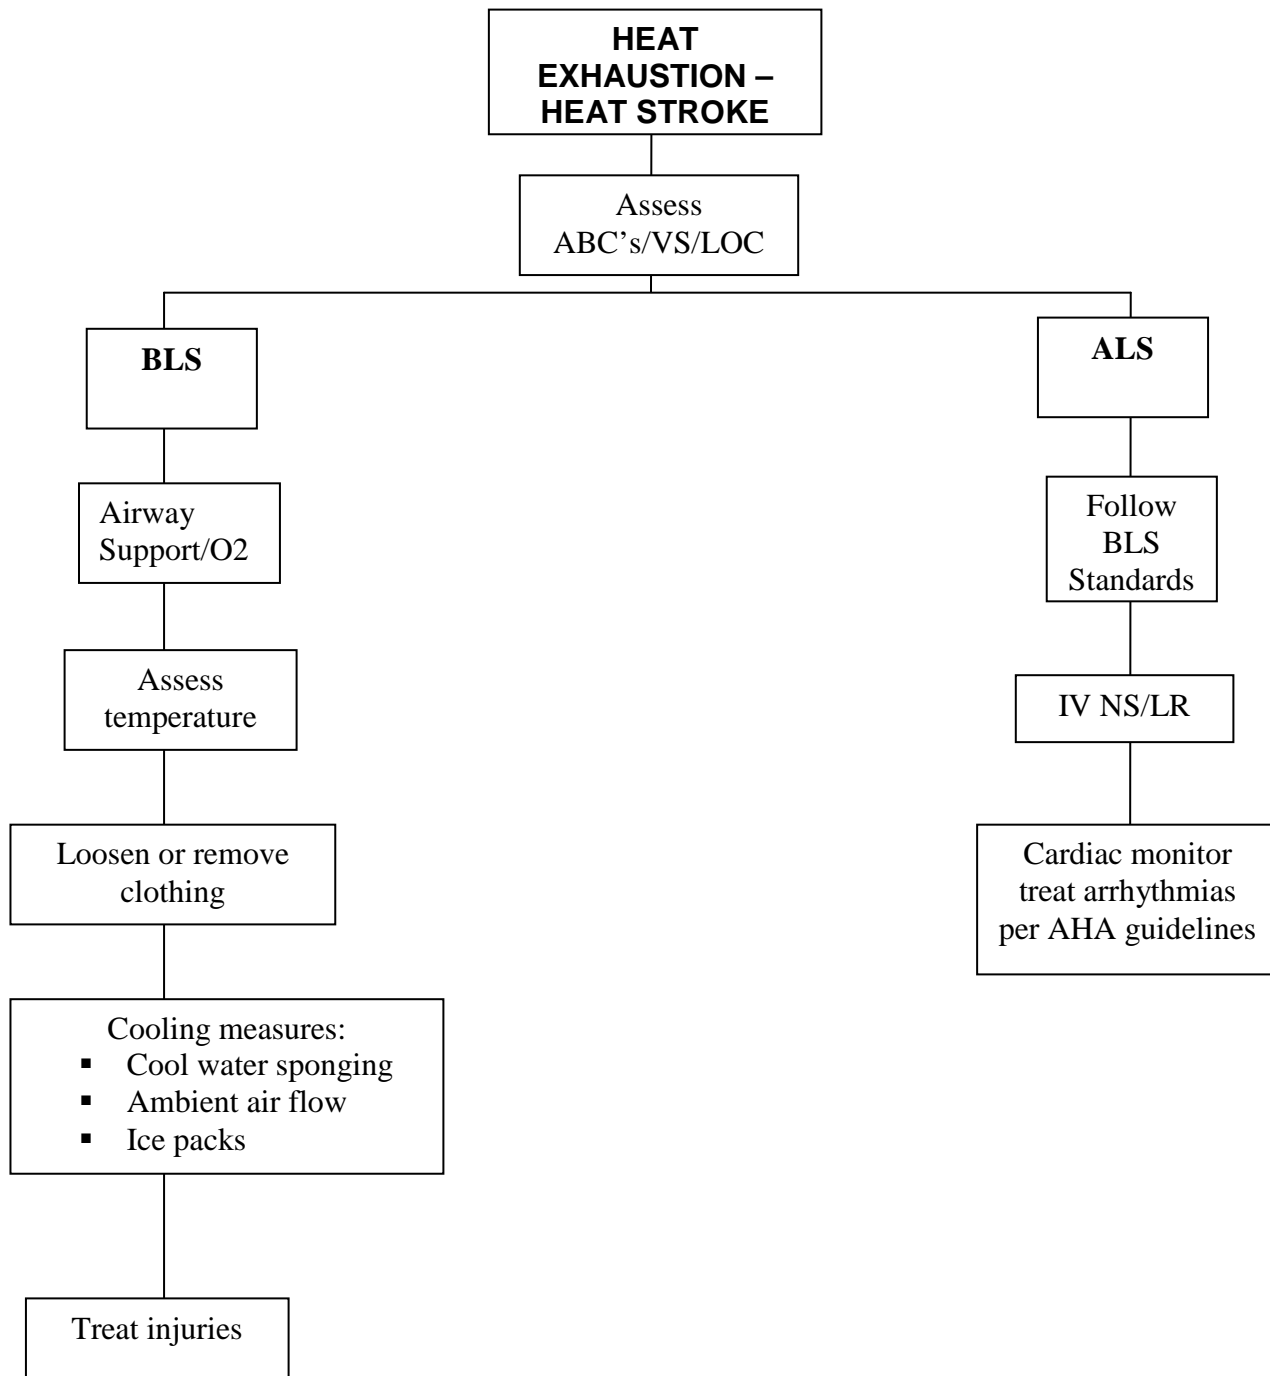 HEAT
EXHAUSTION –
HEAT STROKE
Assess
ABC’s/VS/LOC
BLS
Airway
Support/O2
Assess
temperature
Loosen or remove
clothing
Cooling measures:
▪ Cool water sponging
▪ Ambient air flow
▪ Ice packs
Treat injuries
ALS
Follow
BLS
Standards
IV NS/LR
Cardiac monitor
treat arrhythmias
per AHA guidelines